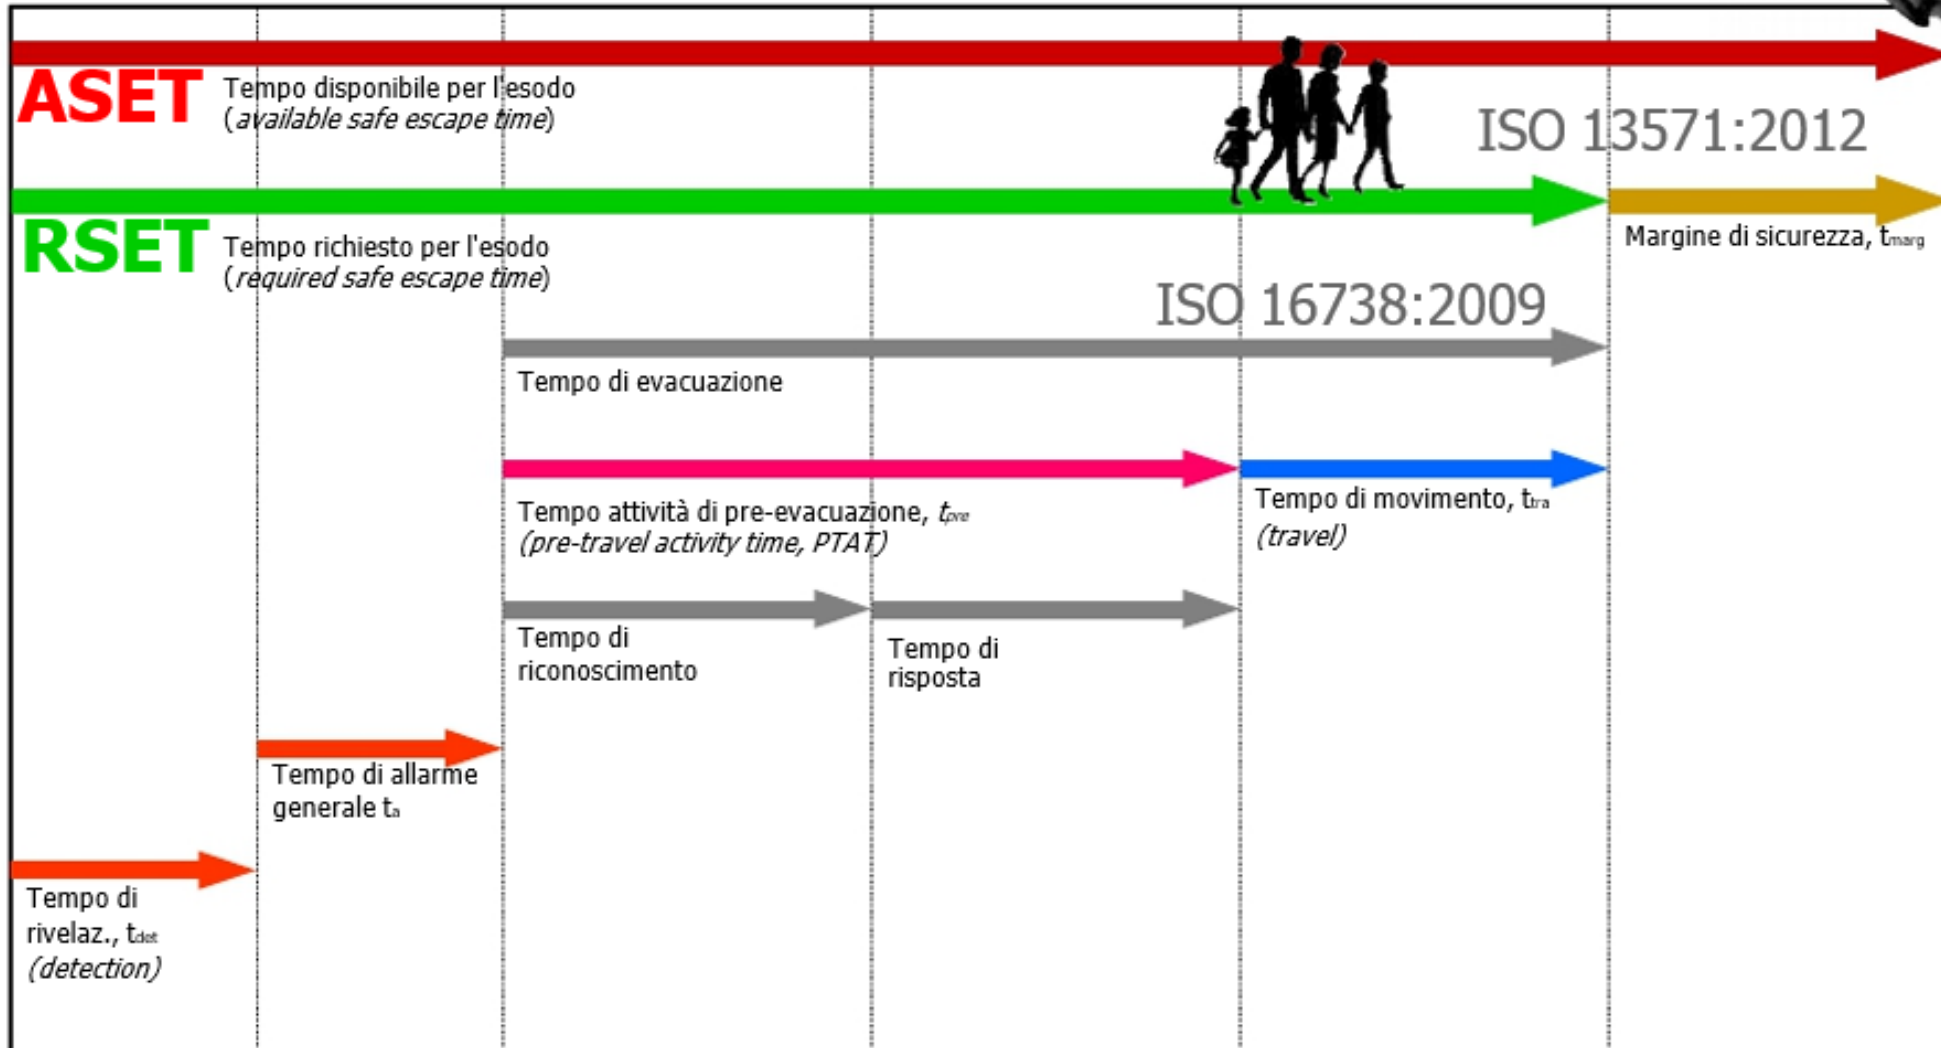 ASET
Tempo disponibile per l'esodo
(available safe escape time)
ISO 13571:2012
RSET
Tempo richiesto per l'esodo
(required safe escape time)
Margine di sicurezza, tmarg
ISO 16738:2009
Tempo di evacuazione
Tempo attività di pre-evacuazione, tpre
(pre-travel activity time, PTAT)
Tempo di movimento, ttra
(travel)
Tempo di
riconoscimento
Tempo di
risposta
Tempo di allarme
generale ta
Tempo di
rivelaz., tdet
(detection)